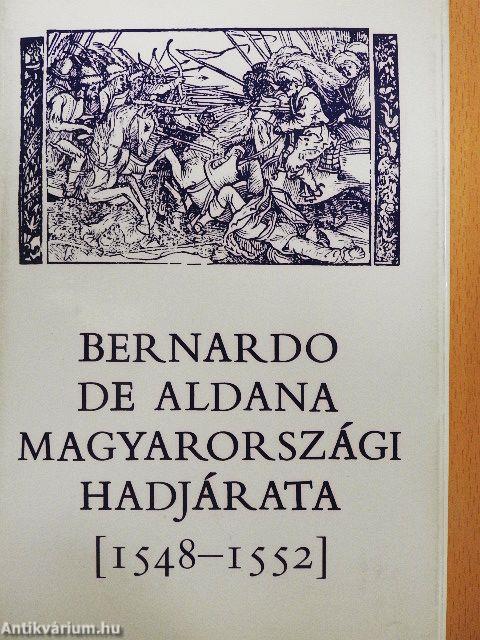 BERNARDO
DE ALDANA
MAGYARORSZÁGI
HADJÁRATA
[1548–1552]
Antikvárium.hu